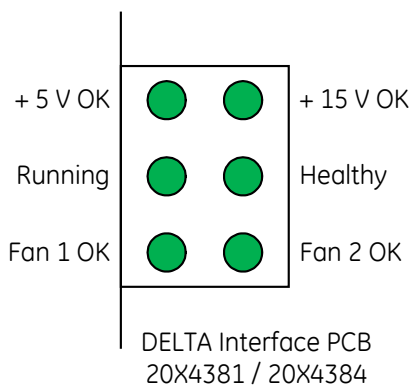 + 5 V OK
+ 15 V OK
Running
Healthy
Fan 1 OK
Fan 2 OK
DELTA Interface PCB
20X4381 / 20X4384